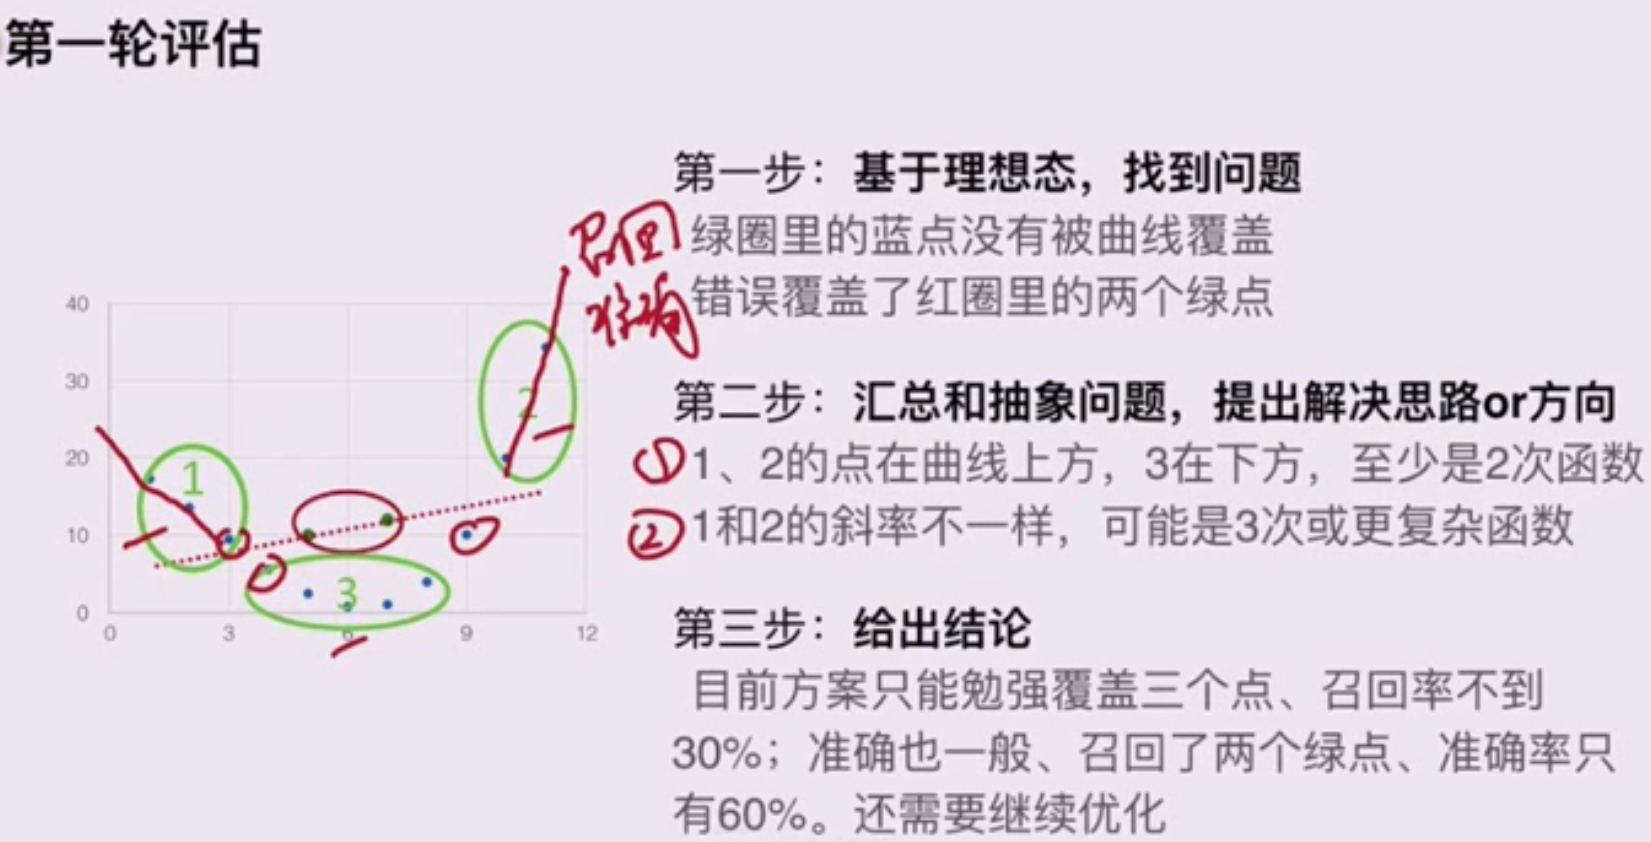 第一轮评估
第一步：基于理想态，找到问题
召回
绿圈里的蓝点没有被曲线覆盖
准确
错误覆盖了红圈里的两个绿点
第二步：汇总和抽象问题，提出解决思路or方向
① 1、2的点在曲线上方，3在下方，至少是2次函数
② 1和2的斜率不一样，可能是3次或更复杂函数
第三步：给出结论
目前方案只能勉强覆盖三个点、召回率不到
30%；准确也一般、召回了两个绿点、准确率只
有60%。还需要继续优化
40
30
20
10
0
0 3 6 9 12
1
2
3